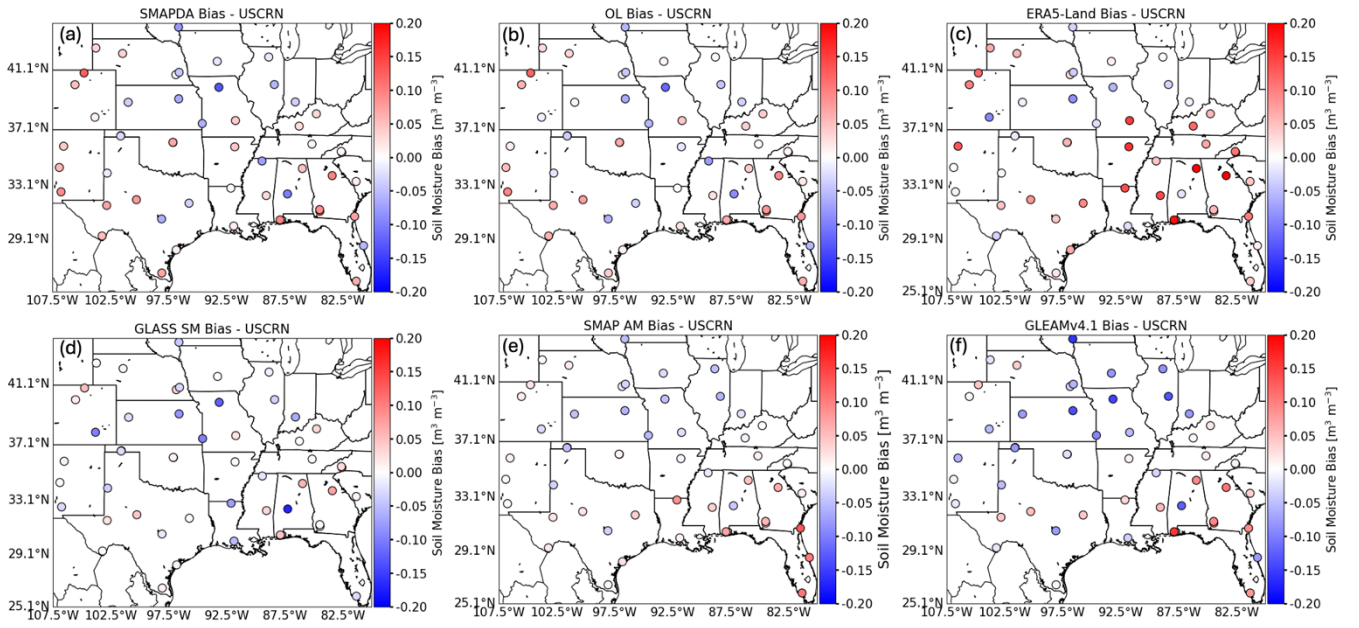 SMAPDA Bias - USCRN
(a)
41.1°N
37.1°N
33.1°N
29.1°N
107.5°W
102.5°W
97.5°W
92.5°W
87.5°W
82.5°W
0.20
0.15
0.10
0.05
0.00
-0.05
-0.10
-0.15
-0.20
Soil Moisture Bias [m³ m⁻³]
OL Bias - USCRN
(b)
41.1°N
37.1°N
33.1°N
29.1°N
107.5°W
102.5°W
97.5°W
92.5°W
87.5°W
82.5°W
0.20
0.15
0.10
0.05
0.00
-0.05
-0.10
-0.15
-0.20
Soil Moisture Bias [m³ m⁻³]
ERA5-Land Bias - USCRN
(c)
41.1°N
37.1°N
33.1°N
29.1°N
25.1°N
107.5°W
102.5°W
97.5°W
92.5°W
87.5°W
82.5°W
0.20
0.15
0.10
0.05
0.00
-0.05
-0.10
-0.15
-0.20
Soil Moisture Bias [m³ m⁻³]
GLASS SM Bias - USCRN
(d)
41.1°N
37.1°N
33.1°N
29.1°N
25.1°N
107.5°W
102.5°W
97.5°W
92.5°W
87.5°W
82.5°W
0.20
0.15
0.10
0.05
0.00
-0.05
-0.10
-0.15
-0.20
Soil Moisture Bias [m³ m⁻³]
SMAP AM Bias - USCRN
(e)
41.1°N
37.1°N
33.1°N
29.1°N
25.1°N
107.5°W
102.5°W
97.5°W
92.5°W
87.5°W
82.5°W
0.20
0.15
0.10
0.05
0.00
-0.05
-0.10
-0.15
-0.20
Soil Moisture Bias [m³ m⁻³]
GLEAMv4.1 Bias - USCRN
(f)
41.1°N
37.1°N
33.1°N
29.1°N
25.1°N
107.5°W
102.5°W
97.5°W
92.5°W
87.5°W
82.5°W
0.20
0.15
0.10
0.05
0.00
-0.05
-0.10
-0.15
-0.20
Soil Moisture Bias [m³ m⁻³]